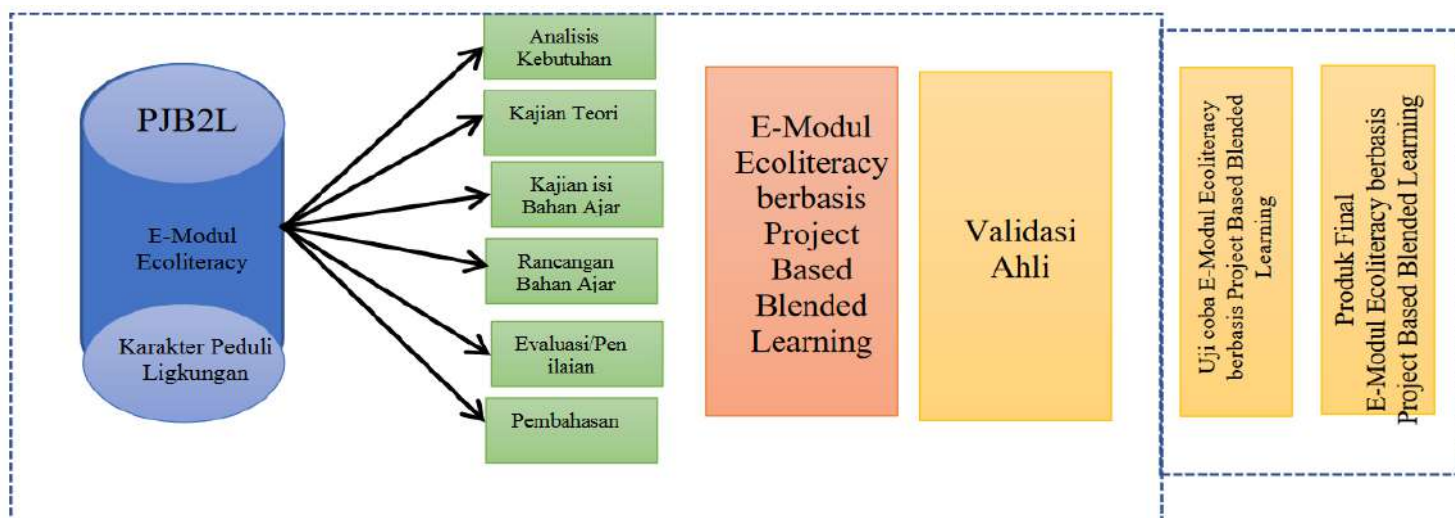 PJB2L
E-Modul
Ecoliteracy
Karakter Peduli
Ligkungan
Analisis
Kebutuhan
Kajian Teori
Kajian isi
Bahan Ajar
Rancangan
Bahan Ajar
Evaluasi/Pen
ilaian
Pembahasan
E-Modul
Ecoliteracy
berbasis
Project
Based
Blended
Learning
Validasi
Ahli
Uji coba E-Modul Ecoliteracy
berbasis Project Based Blended
Learning
Produk Final
E-Modul Ecoliteracy berbasis
Project Based Blended Learning